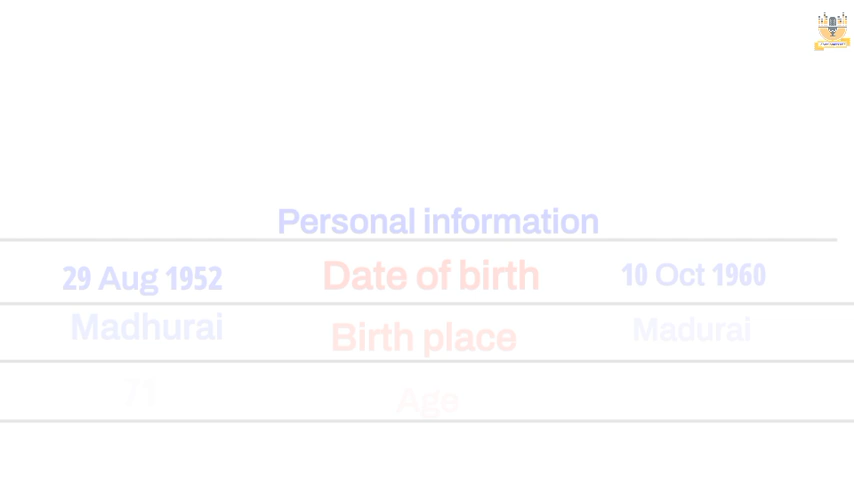 Personal information
29 Aug 1952 Date of birth 10 Oct 1960
Madhurai Birth place Madurai
71 Age